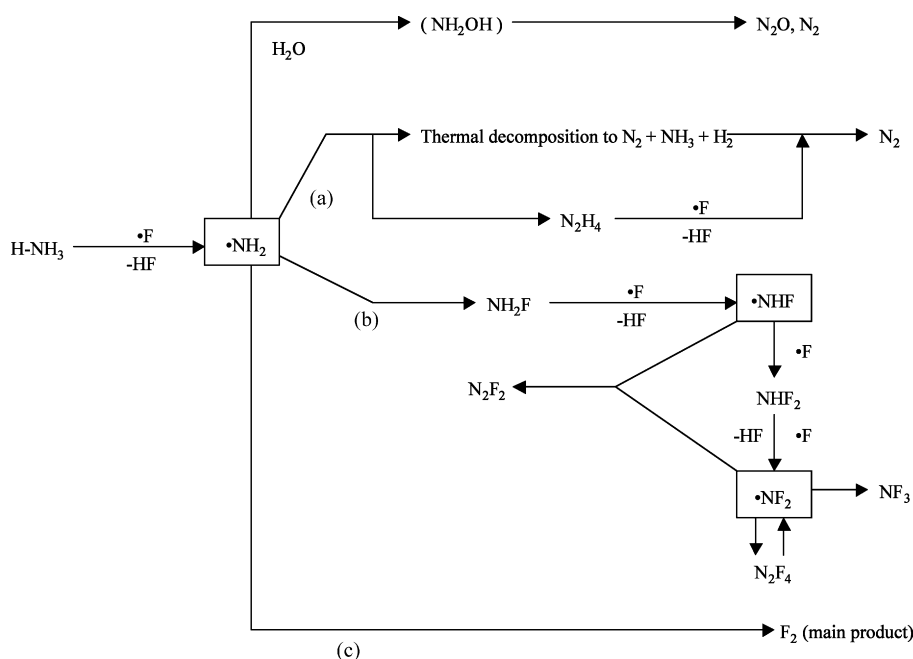 ( NH₂OH)
N₂O, N₂
H₂O
Thermal decomposition to N₂ + NH₃ + H₂
N₂
(a)
N₂H₄
•F
-HF
H-NH₃
•F
-HF
•NH₂
(b)
NH₂F
•F
-HF
•NHF
•F
N₂F₂
NHF₂
-HF
•F
•NF₂
NF₃
N₂F₄
(c)
F₂ (main product)